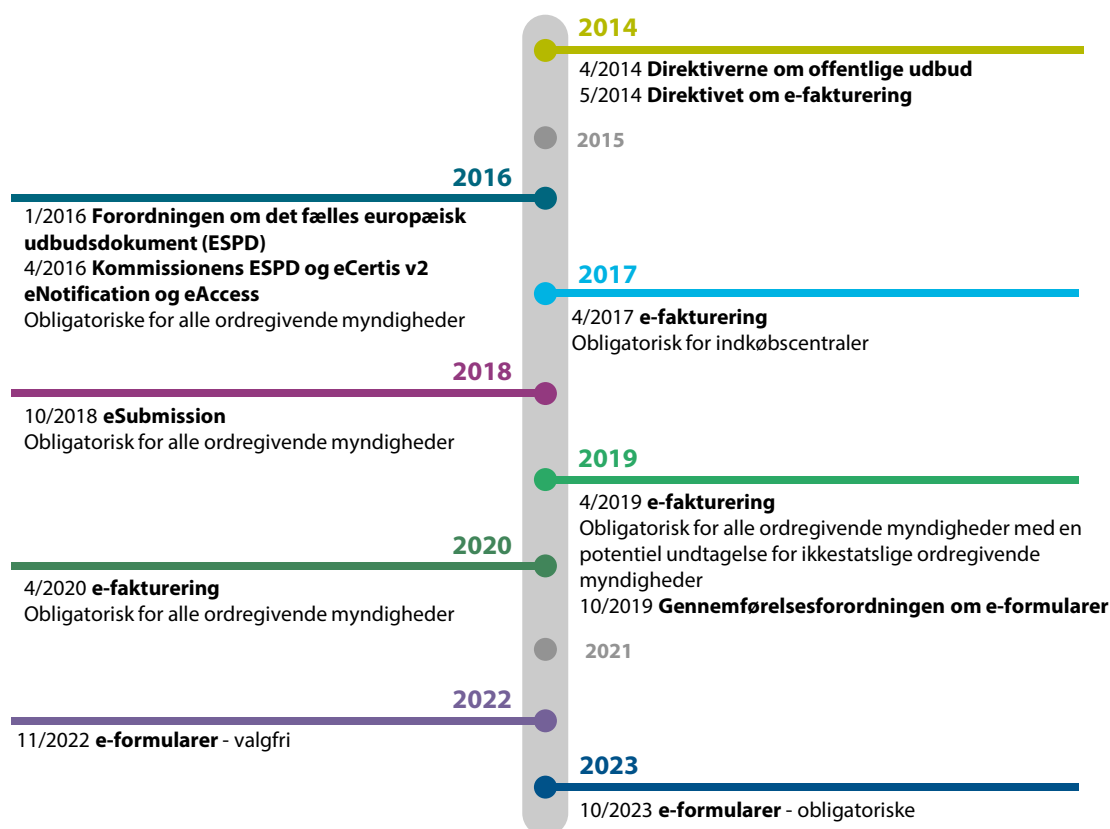 2014
4/2014 Direktiverne om offentlige udbud
5/2014 Direktivet om e-fakturering
2015
2016
1/2016 Forordningen om det fælles europæisk
udbudsdokument (ESPD)
4/2016 Kommissionens ESPD og eCertis v2
eNotification og eAccess
Obligatoriske for alle ordregivende myndigheder
2017
4/2017 e-fakturering
Obligatorisk for indkøbscentraler
2018
10/2018 eSubmission
Obligatorisk for alle ordregivende myndigheder
2019
4/2019 e-fakturering
Obligatorisk for alle ordregivende myndigheder med en
potentiel undtagelse for ikkestatslige ordregivende
myndigheder
10/2019 Gennemførelsesforordningen om e-formularer
2020
4/2020 e-fakturering
Obligatorisk for alle ordregivende myndigheder
2021
2022
11/2022 e-formularer - valgfri
2023
10/2023 e-formularer - obligatoriske